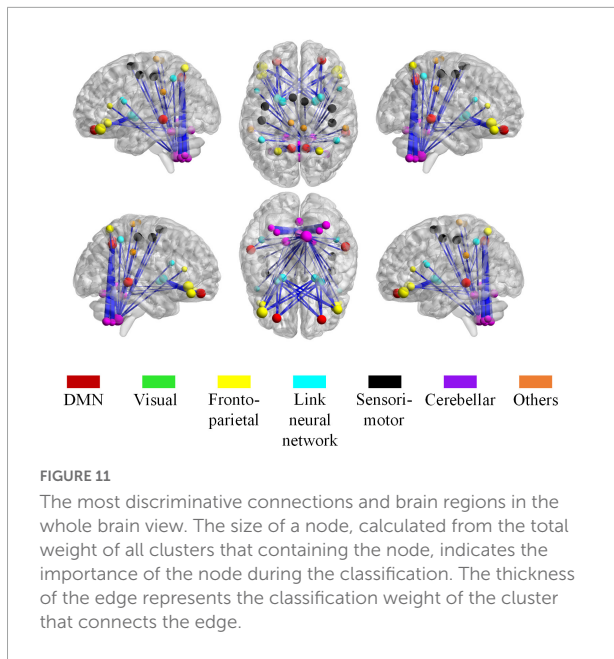 DMN
Visual
Fronto-
parietal
Link
neural
network
Sensori-
motor
Cerebellar
Others
FIGURE 11
The most discriminative connections and brain regions in the
whole brain view. The size of a node, calculated from the total
weight of all clusters that containing the node, indicates the
importance of the node during the classification. The thickness
of the edge represents the classification weight of the cluster
that connects the edge.